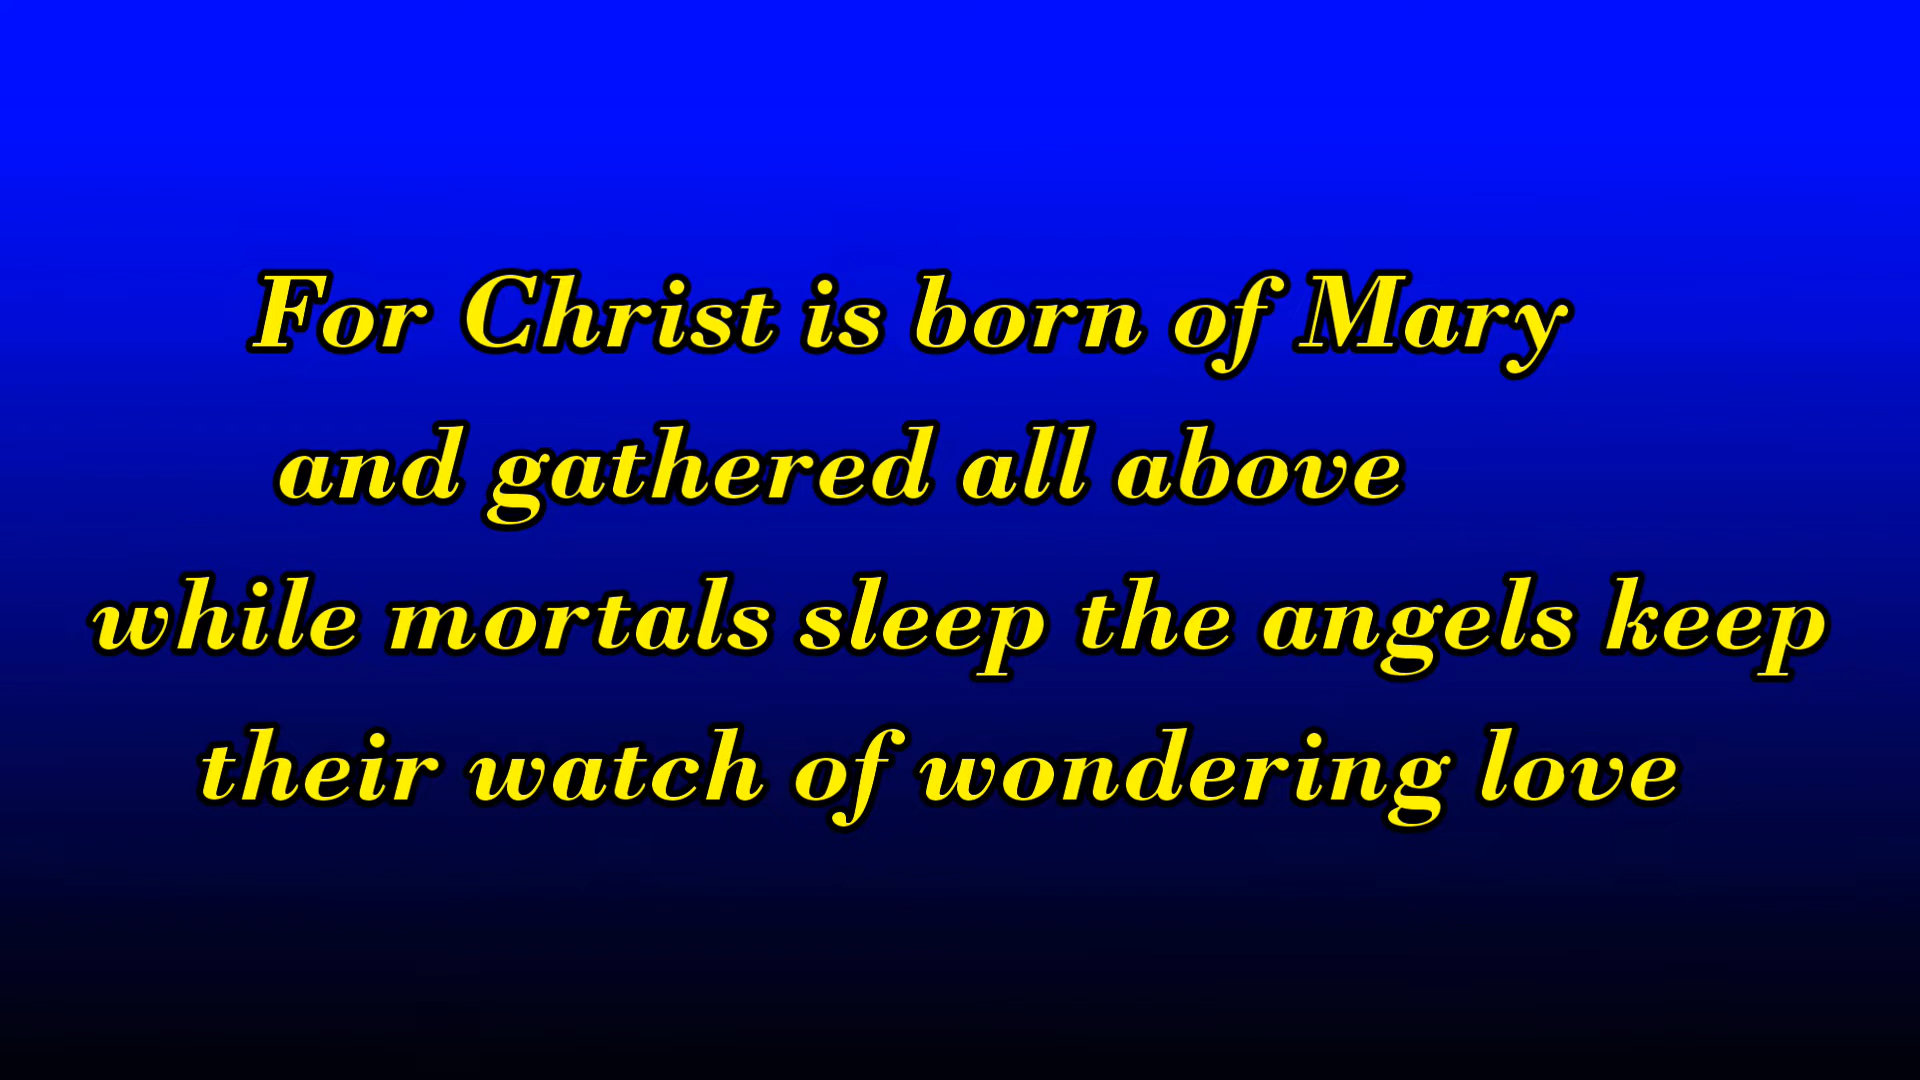 For Christ is born of Mary
and gathered all above
while mortals sleep the angels keep
their watch of wondering love